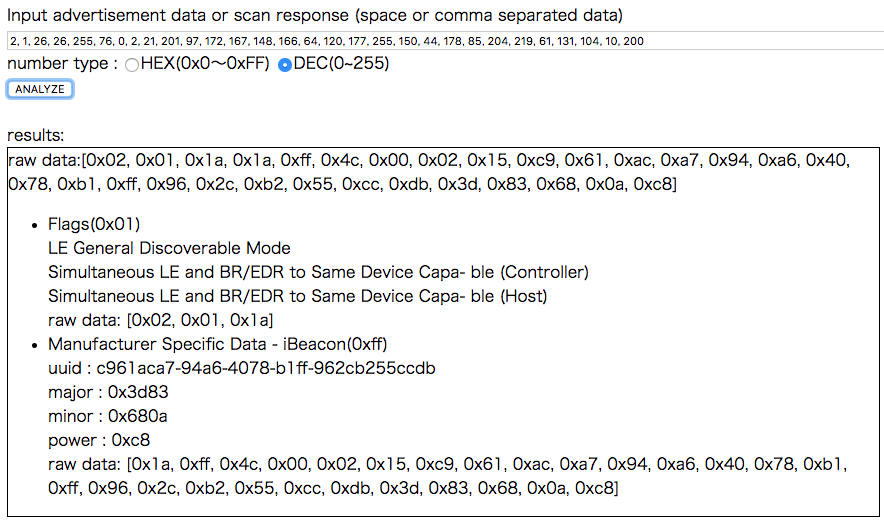 Input advertisement data or scan response (space or comma separated data)
2, 1, 26, 26, 255, 76, 0, 2, 21, 201, 97, 172, 167, 148, 166, 64, 120, 177, 255, 150, 44, 178, 85, 204, 219, 61, 131, 104, 10, 200
number type : HEX(0x0〜0xFF) DEC(0~255)
ANALYZE
results:
raw data:[0x02, 0x01, 0x1a, 0x1a, 0xff, 0x4c, 0x00, 0x02, 0x15, 0xc9, 0x61, 0xac, 0xa7, 0x94, 0xa6, 0x40,
0x78, 0xb1, 0xff, 0x96, 0x2c, 0xb2, 0x55, 0xcc, 0xdb, 0x3d, 0x83, 0x68, 0x0a, 0xc8]
• Flags(0x01)
LE General Discoverable Mode
Simultaneous LE and BR/EDR to Same Device Capa- ble (Controller)
Simultaneous LE and BR/EDR to Same Device Capa- ble (Host)
raw data: [0x02, 0x01, 0x1a]
• Manufacturer Specific Data - iBeacon(0xff)
uuid : c961aca7-94a6-4078-b1ff-962cb255ccdb
major : 0x3d83
minor : 0x680a
power : 0xc8
raw data: [0x1a, 0xff, 0x4c, 0x00, 0x02, 0x15, 0xc9, 0x61, 0xac, 0xa7, 0x94, 0xa6, 0x40, 0x78, 0xb1,
0xff, 0x96, 0x2c, 0xb2, 0x55, 0xcc, 0xdb, 0x3d, 0x83, 0x68, 0x0a, 0xc8]